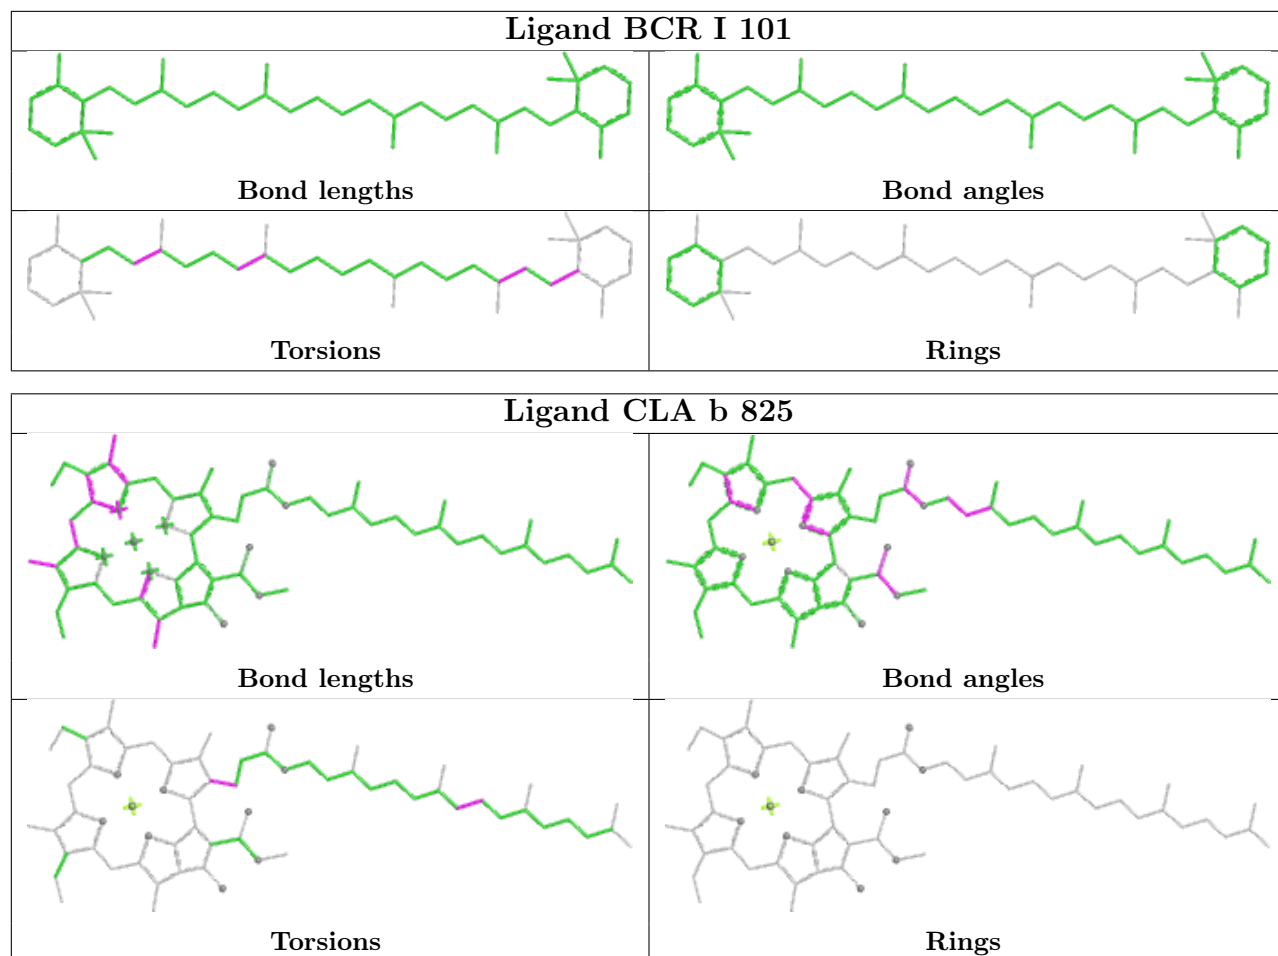 Ligand BCR I 101
Bond lengths
Bond angles
Torsions
Rings
Ligand CLA b 825
Bond lengths
Bond angles
Torsions
Rings